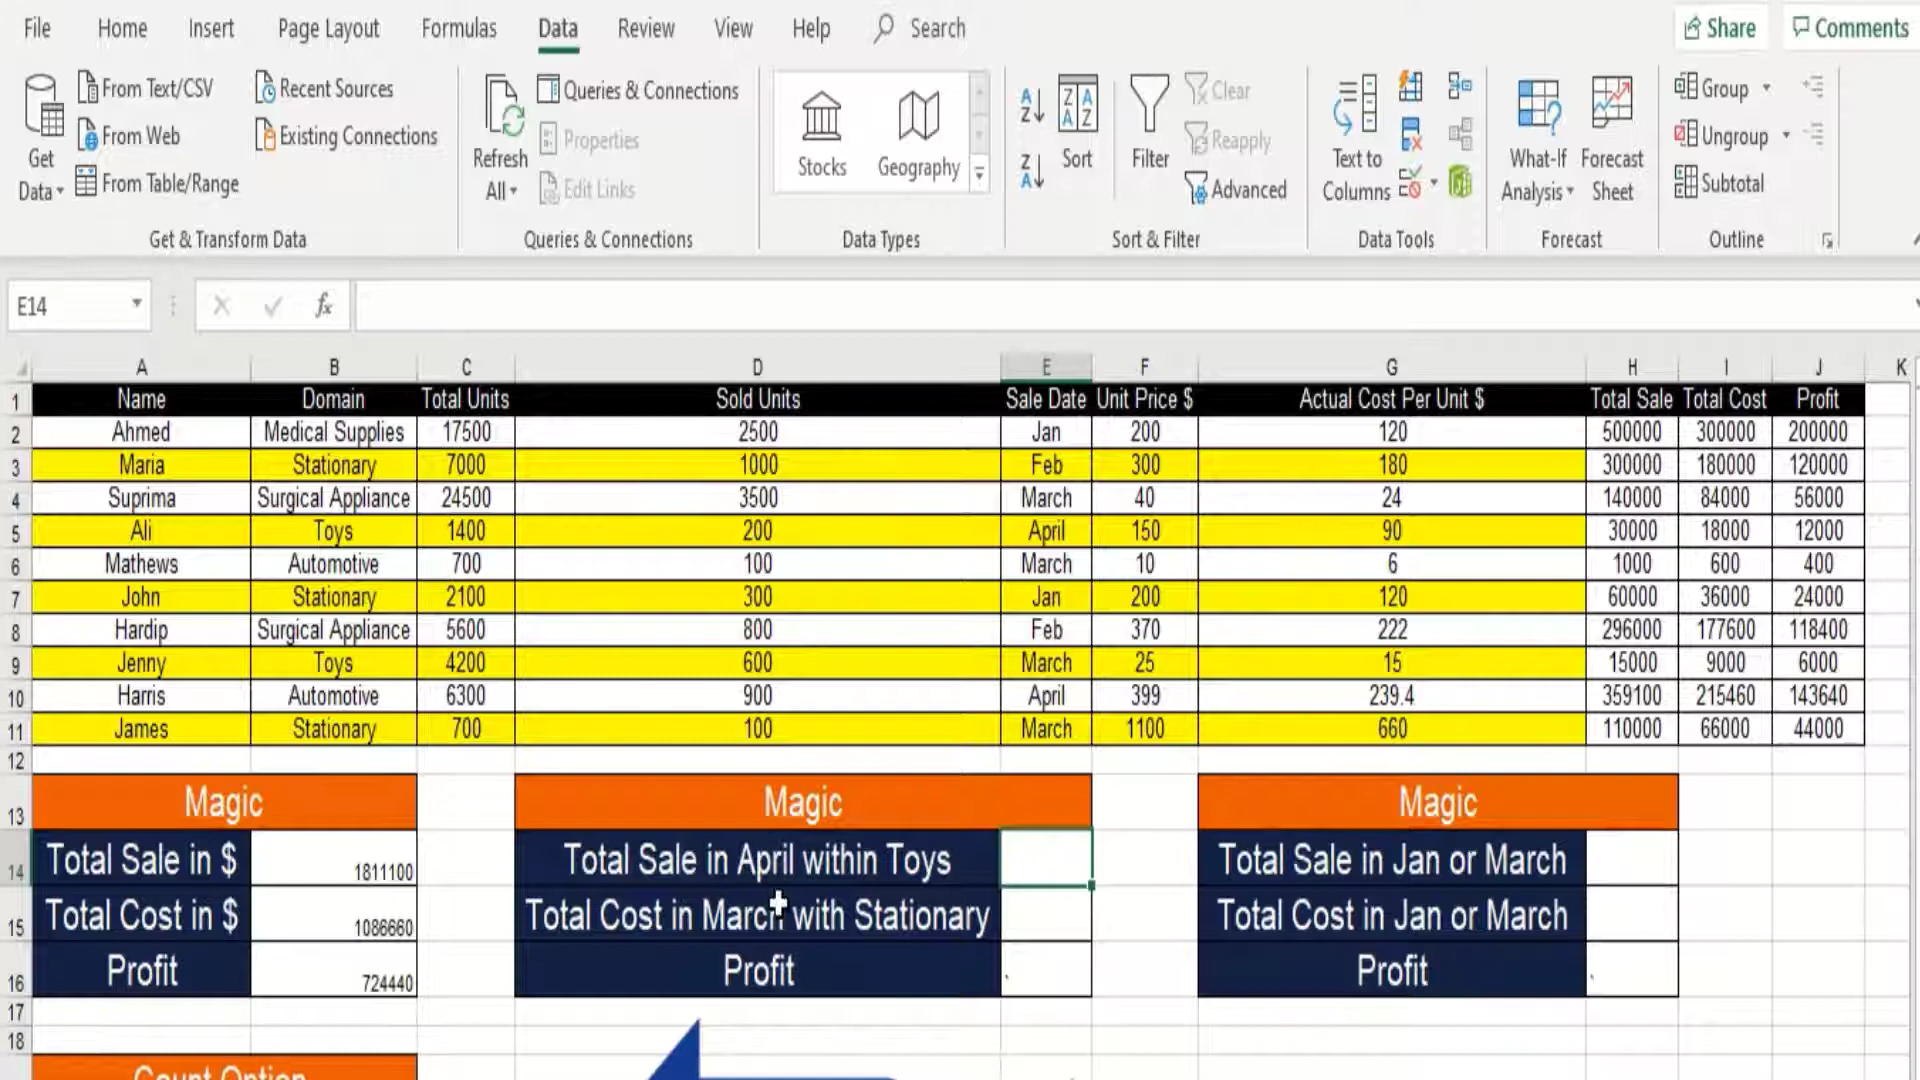 File Home Insert Page Layout Formulas Data Review View Help Search Share Comments
Get Data
From Text/CSV
From Web
From Table/Range
Recent Sources
Existing Connections
Get & Transform Data
Refresh All
Queries & Connections
Properties
Edit Links
Queries & Connections
Stocks Geography
Data Types
Sort
Filter
Clear
Reapply
Advanced
Sort & Filter
Text to Columns
Data Tools
What-If Analysis
Forecast Sheet
Forecast
Group
Ungroup
Subtotal
Outline
E14 fx
A B C D E F G H I J K
1 Name Domain Total Units Sold Units Sale Date Unit Price $ Actual Cost Per Unit $ Total Sale Total Cost Profit
2 Ahmed Medical Supplies 17500 2500 Jan 200 120 500000 300000 200000
3 Maria Stationary 7000 1000 Feb 300 180 300000 180000 120000
4 Suprima Surgical Appliance 24500 3500 March 40 24 140000 84000 56000
5 Ali Toys 1400 200 April 150 90 30000 18000 12000
6 Mathews Automotive 700 100 March 10 6 1000 600 400
7 John Stationary 2100 300 Jan 200 120 60000 36000 24000
8 Hardip Surgical Appliance 5600 800 Feb 370 222 296000 177600 118400
9 Jenny Toys 4200 600 March 25 15 15000 9000 6000
10 Harris Automotive 6300 900 April 399 239.4 359100 215460 143640
11 James Stationary 700 100 March 1100 660 110000 66000 44000
12
13 Magic Magic Magic
14 Total Sale in $ 1811100 Total Sale in April within Toys Total Sale in Jan or March
15 Total Cost in $ 1086660 Total Cost in March with Stationary Total Cost in Jan or March
16 Profit 724440 Profit Profit
17
18
Count Option